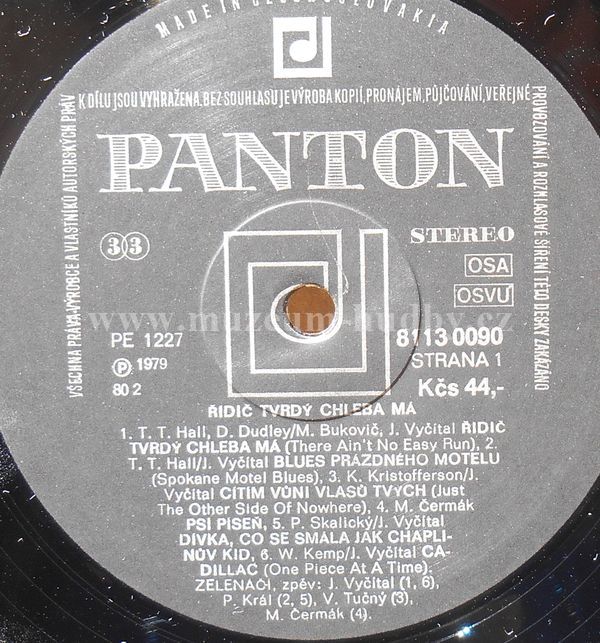 MADE IN CZECHOSLOVAKIA
VŠECHNA PRÁVA VÝROBCE A VLASTNÍKŮ AUTORSKÝCH PRÁV
K DÍLU JSOU VYHRAŽENA. BEZ SOUHLASU JE VÝROBA KOPIÍ, PRONÁJEM, PŮJČOVÁNÍ, VEŘEJNÉ
PROVOZOVÁNÍ A ROZHLASOVÉ ŠÍŘENÍ TÉTO DESKY ZAKÁZÁNO
PANTON
33
STEREO
OSA
OSVU
www.muzeum-hudby.cz
PE 1227
8113 0090
℗ 1979
STRANA 1
80 2
Kčs 44,-
ŘIDIČ TVRDÝ CHLEBA MÁ
1. T. T. Hall, D. Dudley/M. Bukovič, J. Vyčítal ŘIDIČ
TVRDÝ CHLEBA MÁ (There Ain't No Easy Run), 2.
T. T. Hall/J. Vyčítal BLUES PRÁZDNÉHO MOTELU
(Spokane Motel Blues), 3. K. Kristofferson/J.
Vyčítal CÍTÍM VŮNI VLASŮ TVÝCH (Just
The Other Side Of Nowhere), 4. M. Čermák
PSÍ PÍSEŇ, 5. P. Skalický/J. Vyčítal
DÍVKA, CO SE SMÁLA JAK CHAPLI-
NŮV KID, 6. W. Kemp/J. Vyčítal CA-
DILLAC (One Piece At A Time).
ZELENÁČI, zpěv: J. Vyčítal (1, 6),
P. Král (2, 5), V. Tučný (3),
M. Čermák (4).